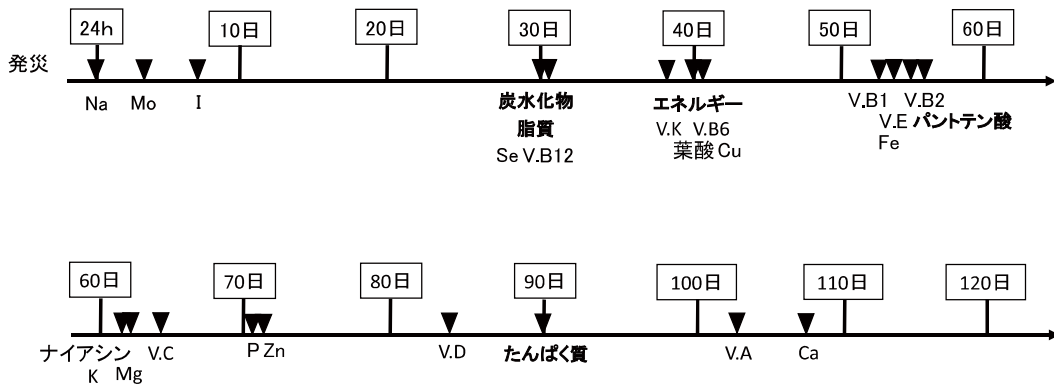 24h 10日 20日 30日 40日 50日 60日
発災
Na Mo I 炭水化物 エネルギー V.B1 V.B2
脂質 V.K V.B6 V.E パントテン酸
Se V.B12 葉酸 Cu Fe
60日 70日 80日 90日 100日 110日 120日
ナイアシン V.C P Zn V.D たんぱく質 V.A Ca
K Mg